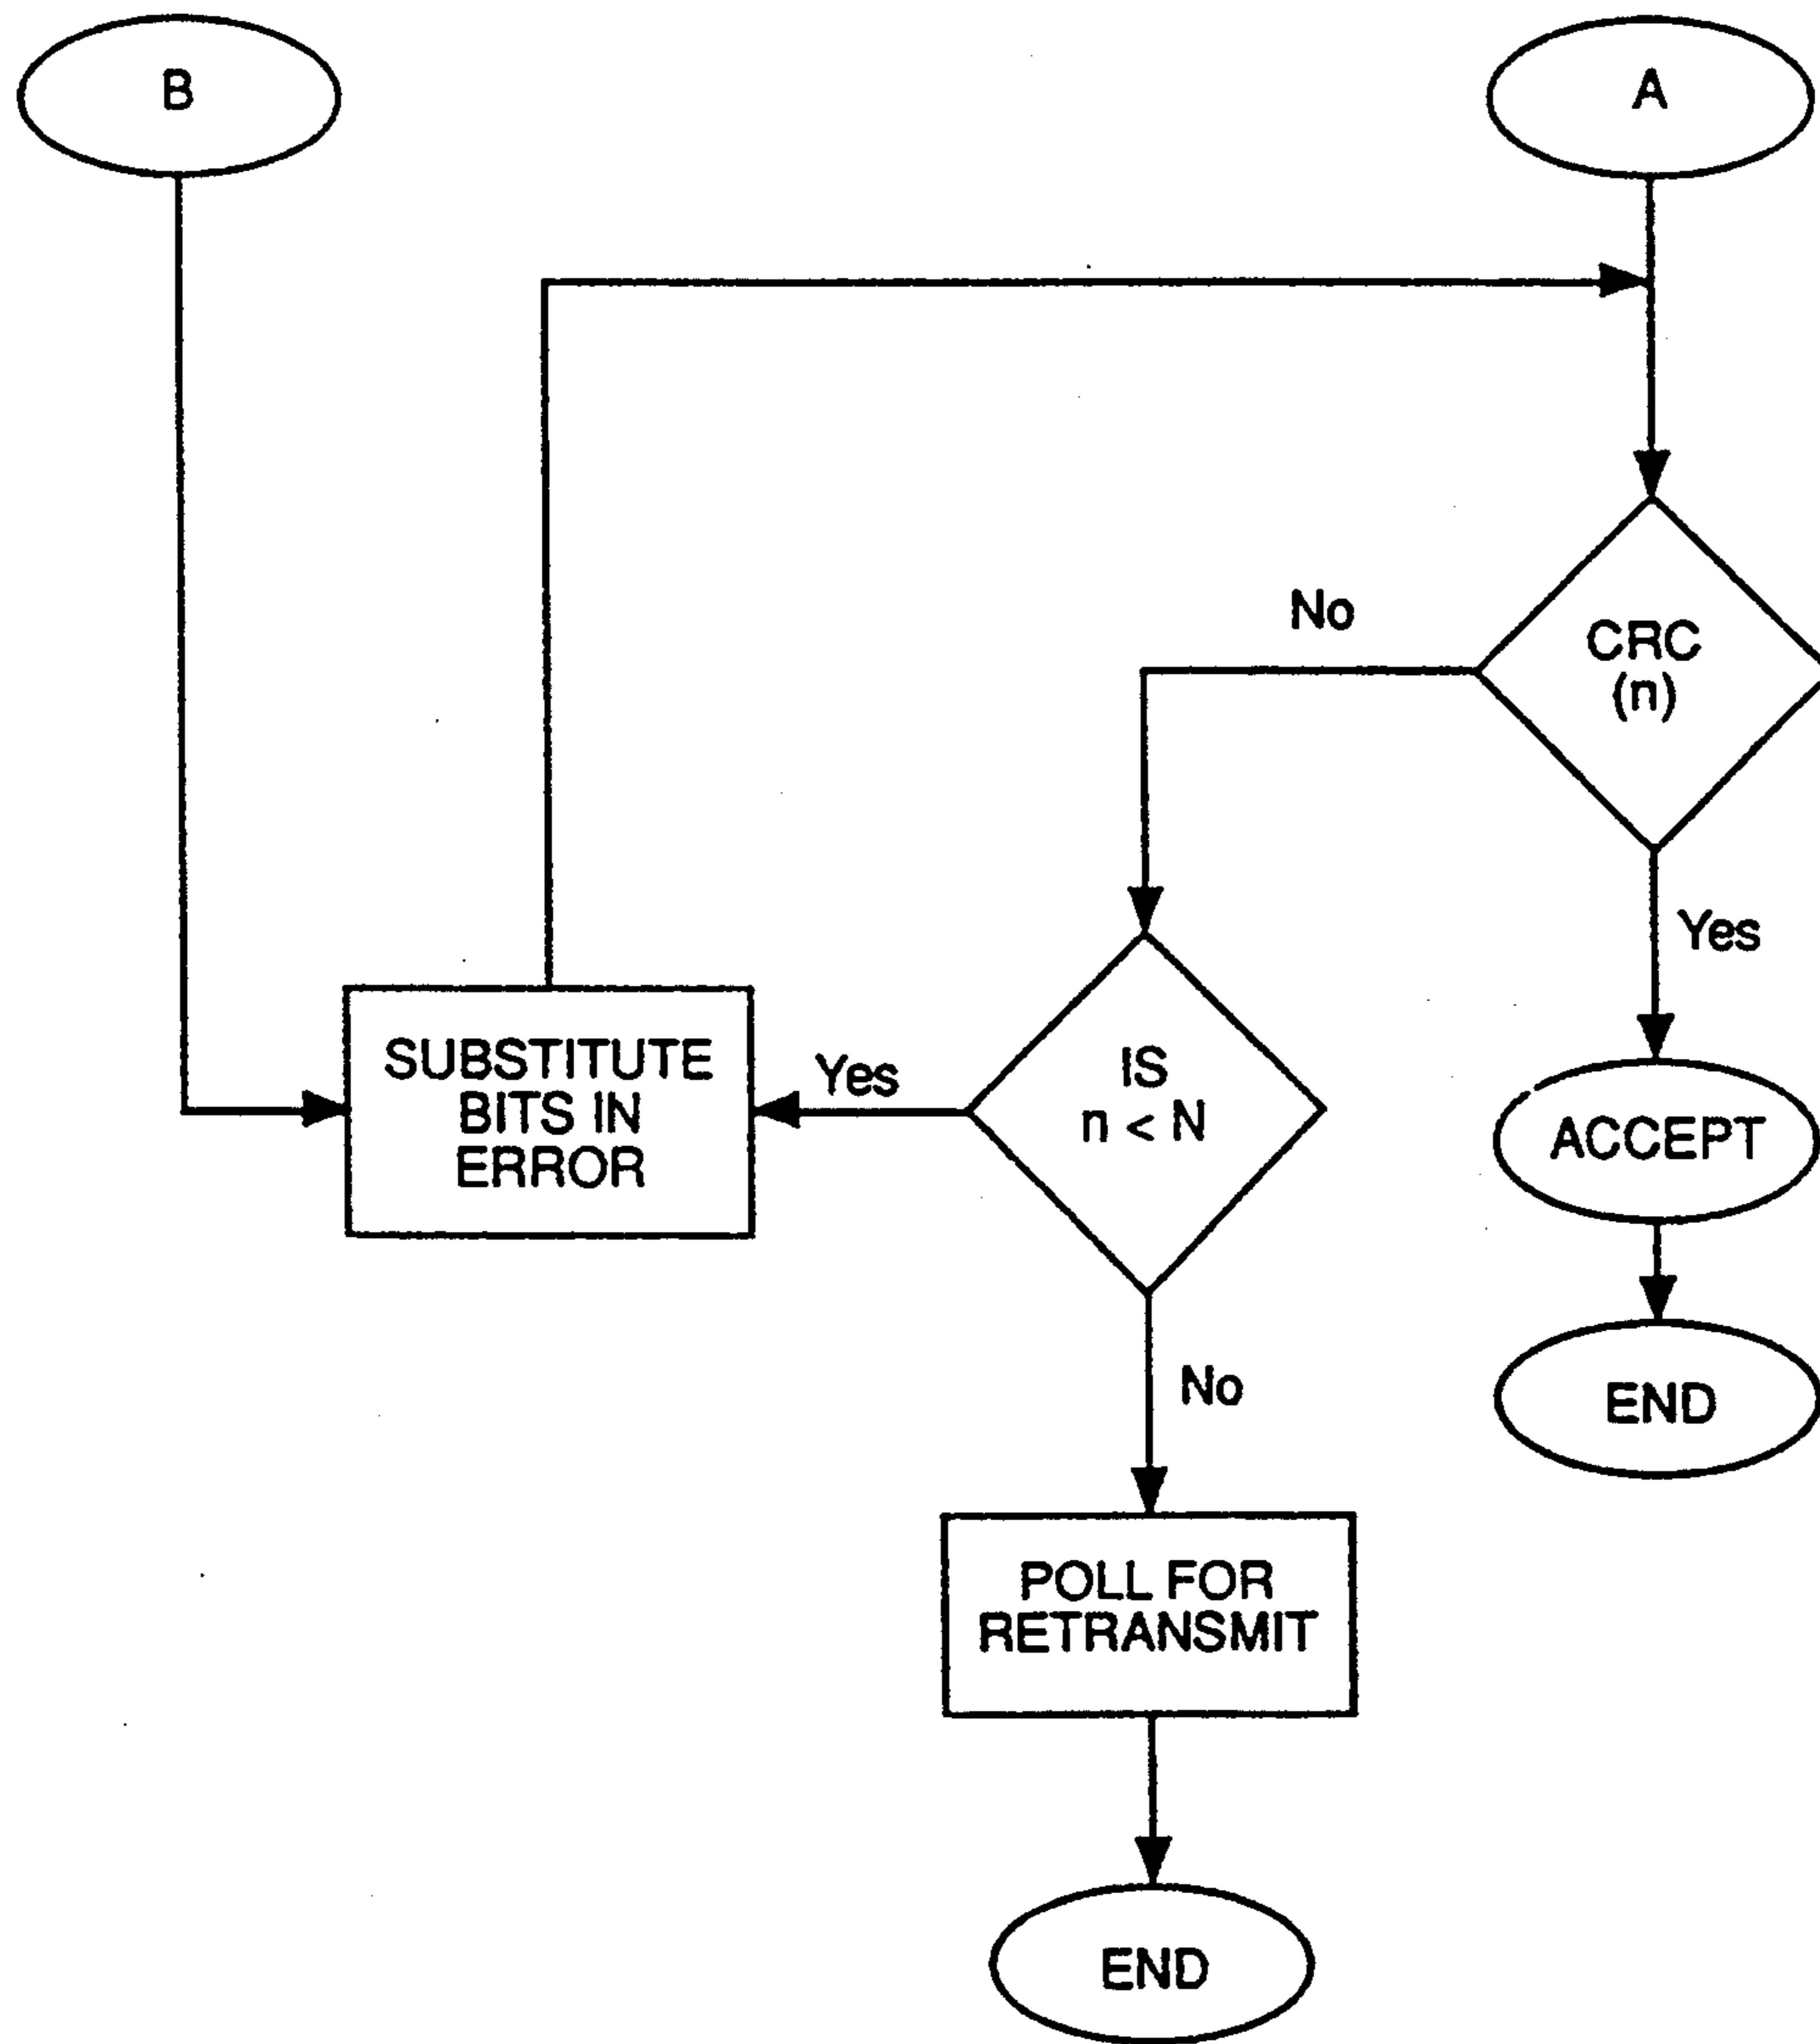 B
A
No
CRC
(n)
Yes
SUBSTITUTE
BITS IN
ERROR
Yes
IS
n < N
ACCEPT
No
END
POLL FOR
RETRANSMIT
END